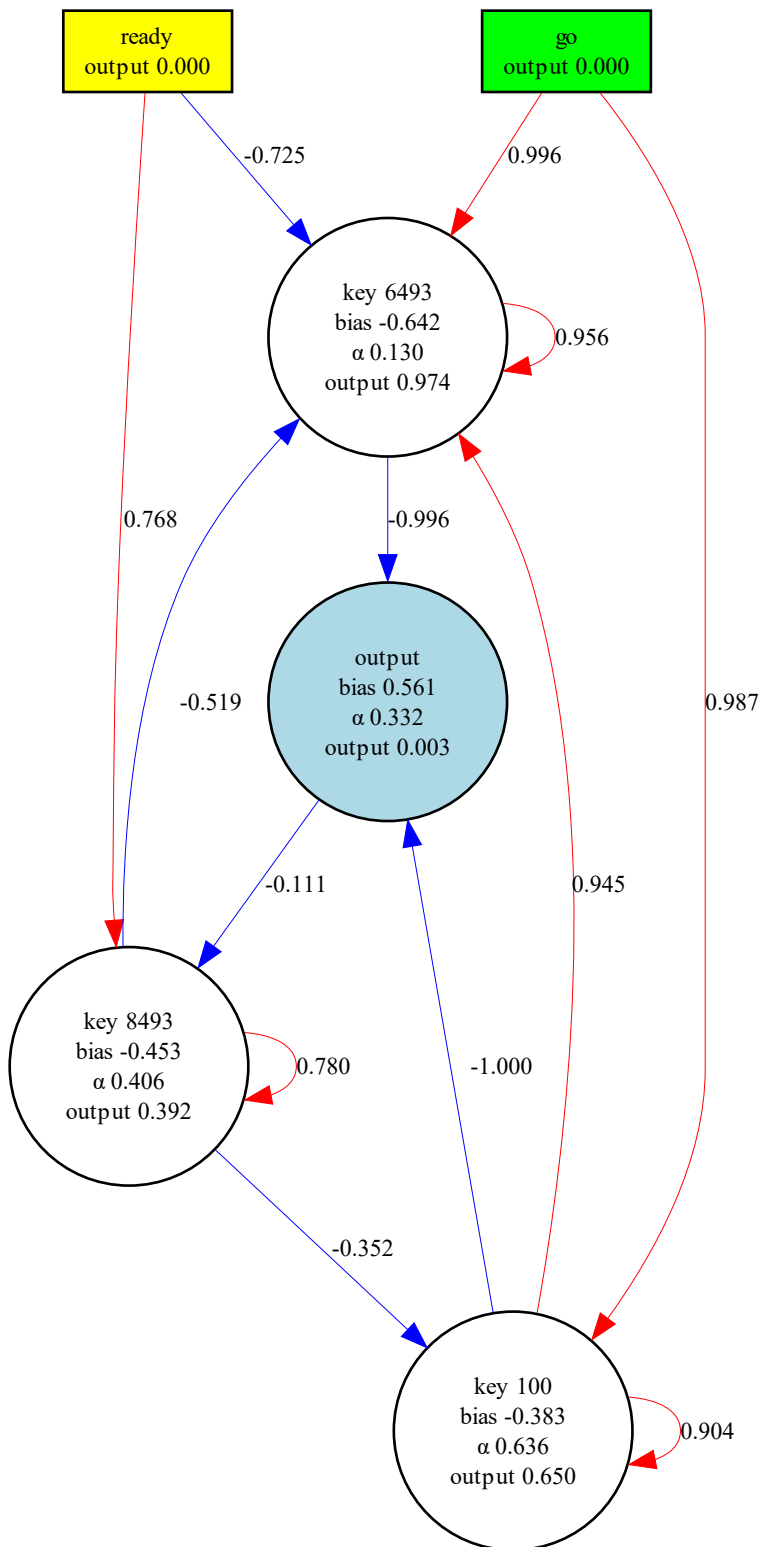 ready
output 0.000
go
output 0.000
-0.725
0.996
key 6493
bias -0.642
α 0.130
output 0.974
0.956
0.768
-0.996
-0.519
output
bias 0.561
α 0.332
output 0.003
0.987
-0.111
0.945
key 8493
bias -0.453
α 0.406
output 0.392
0.780
-1.000
-0.352
key 100
bias -0.383
α 0.636
output 0.650
0.904